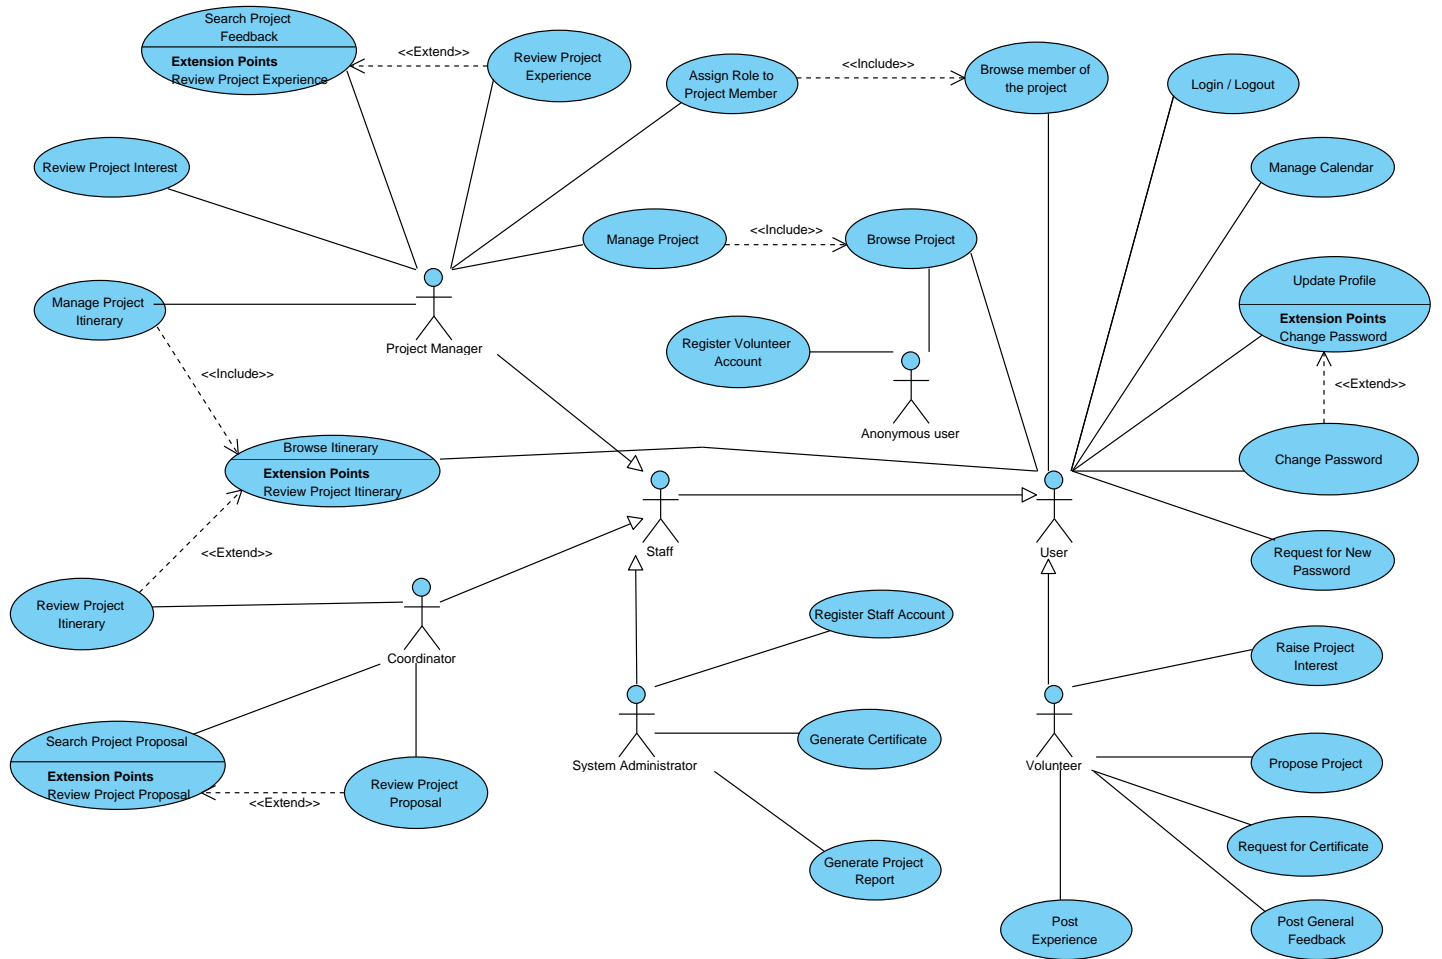 Search Project
Feedback
Extension Points
Review Project Experience
<<Extend>>
Review Project
Experience
Assign Role to
Project Member
<<Include>>
Browse member of
the project
Login / Logout
Review Project Interest
Manage Calendar
Manage Project
<<Include>>
Browse Project
Manage Project
Itinerary
Project Manager
Register Volunteer
Account
Anonymous user
Update Profile
Extension Points
Change Password
<<Extend>>
Change Password
<<Include>>
Browse Itinerary
Extension Points
Review Project Itinerary
<<Extend>>
Staff
User
Request for New
Password
Review Project
Itinerary
Coordinator
Register Staff Account
Raise Project
Interest
Search Project Proposal
Extension Points
Review Project Proposal
<<Extend>>
Review Project
Proposal
System Administrator
Generate Certificate
Volunteer
Propose Project
Generate Project
Report
Request for Certificate
Post
Experience
Post General
Feedback